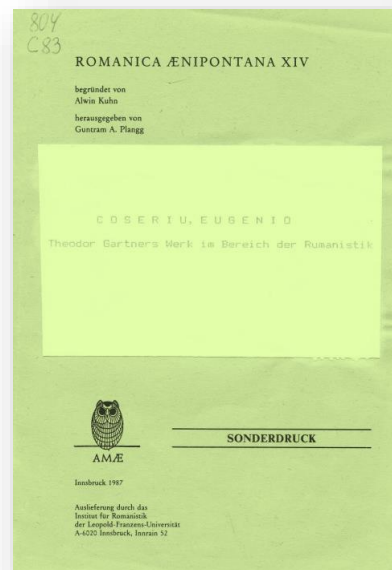 804
C83
ROMANICA ÆNIPONTANA XIV
begründet von
Alwin Kuhn
herausgegeben von
Guntram A. Plangg
COSERIU, EUGENIO
Theodor Gartners Werk im Bereich der Rumanistik
SONDERDRUCK
AMÆ
Innsbruck 1987
Auslieferung durch das
Institut für Romanistik
der Leopold-Franzens-Universität
A-6020 Innsbruck, Innrain 52